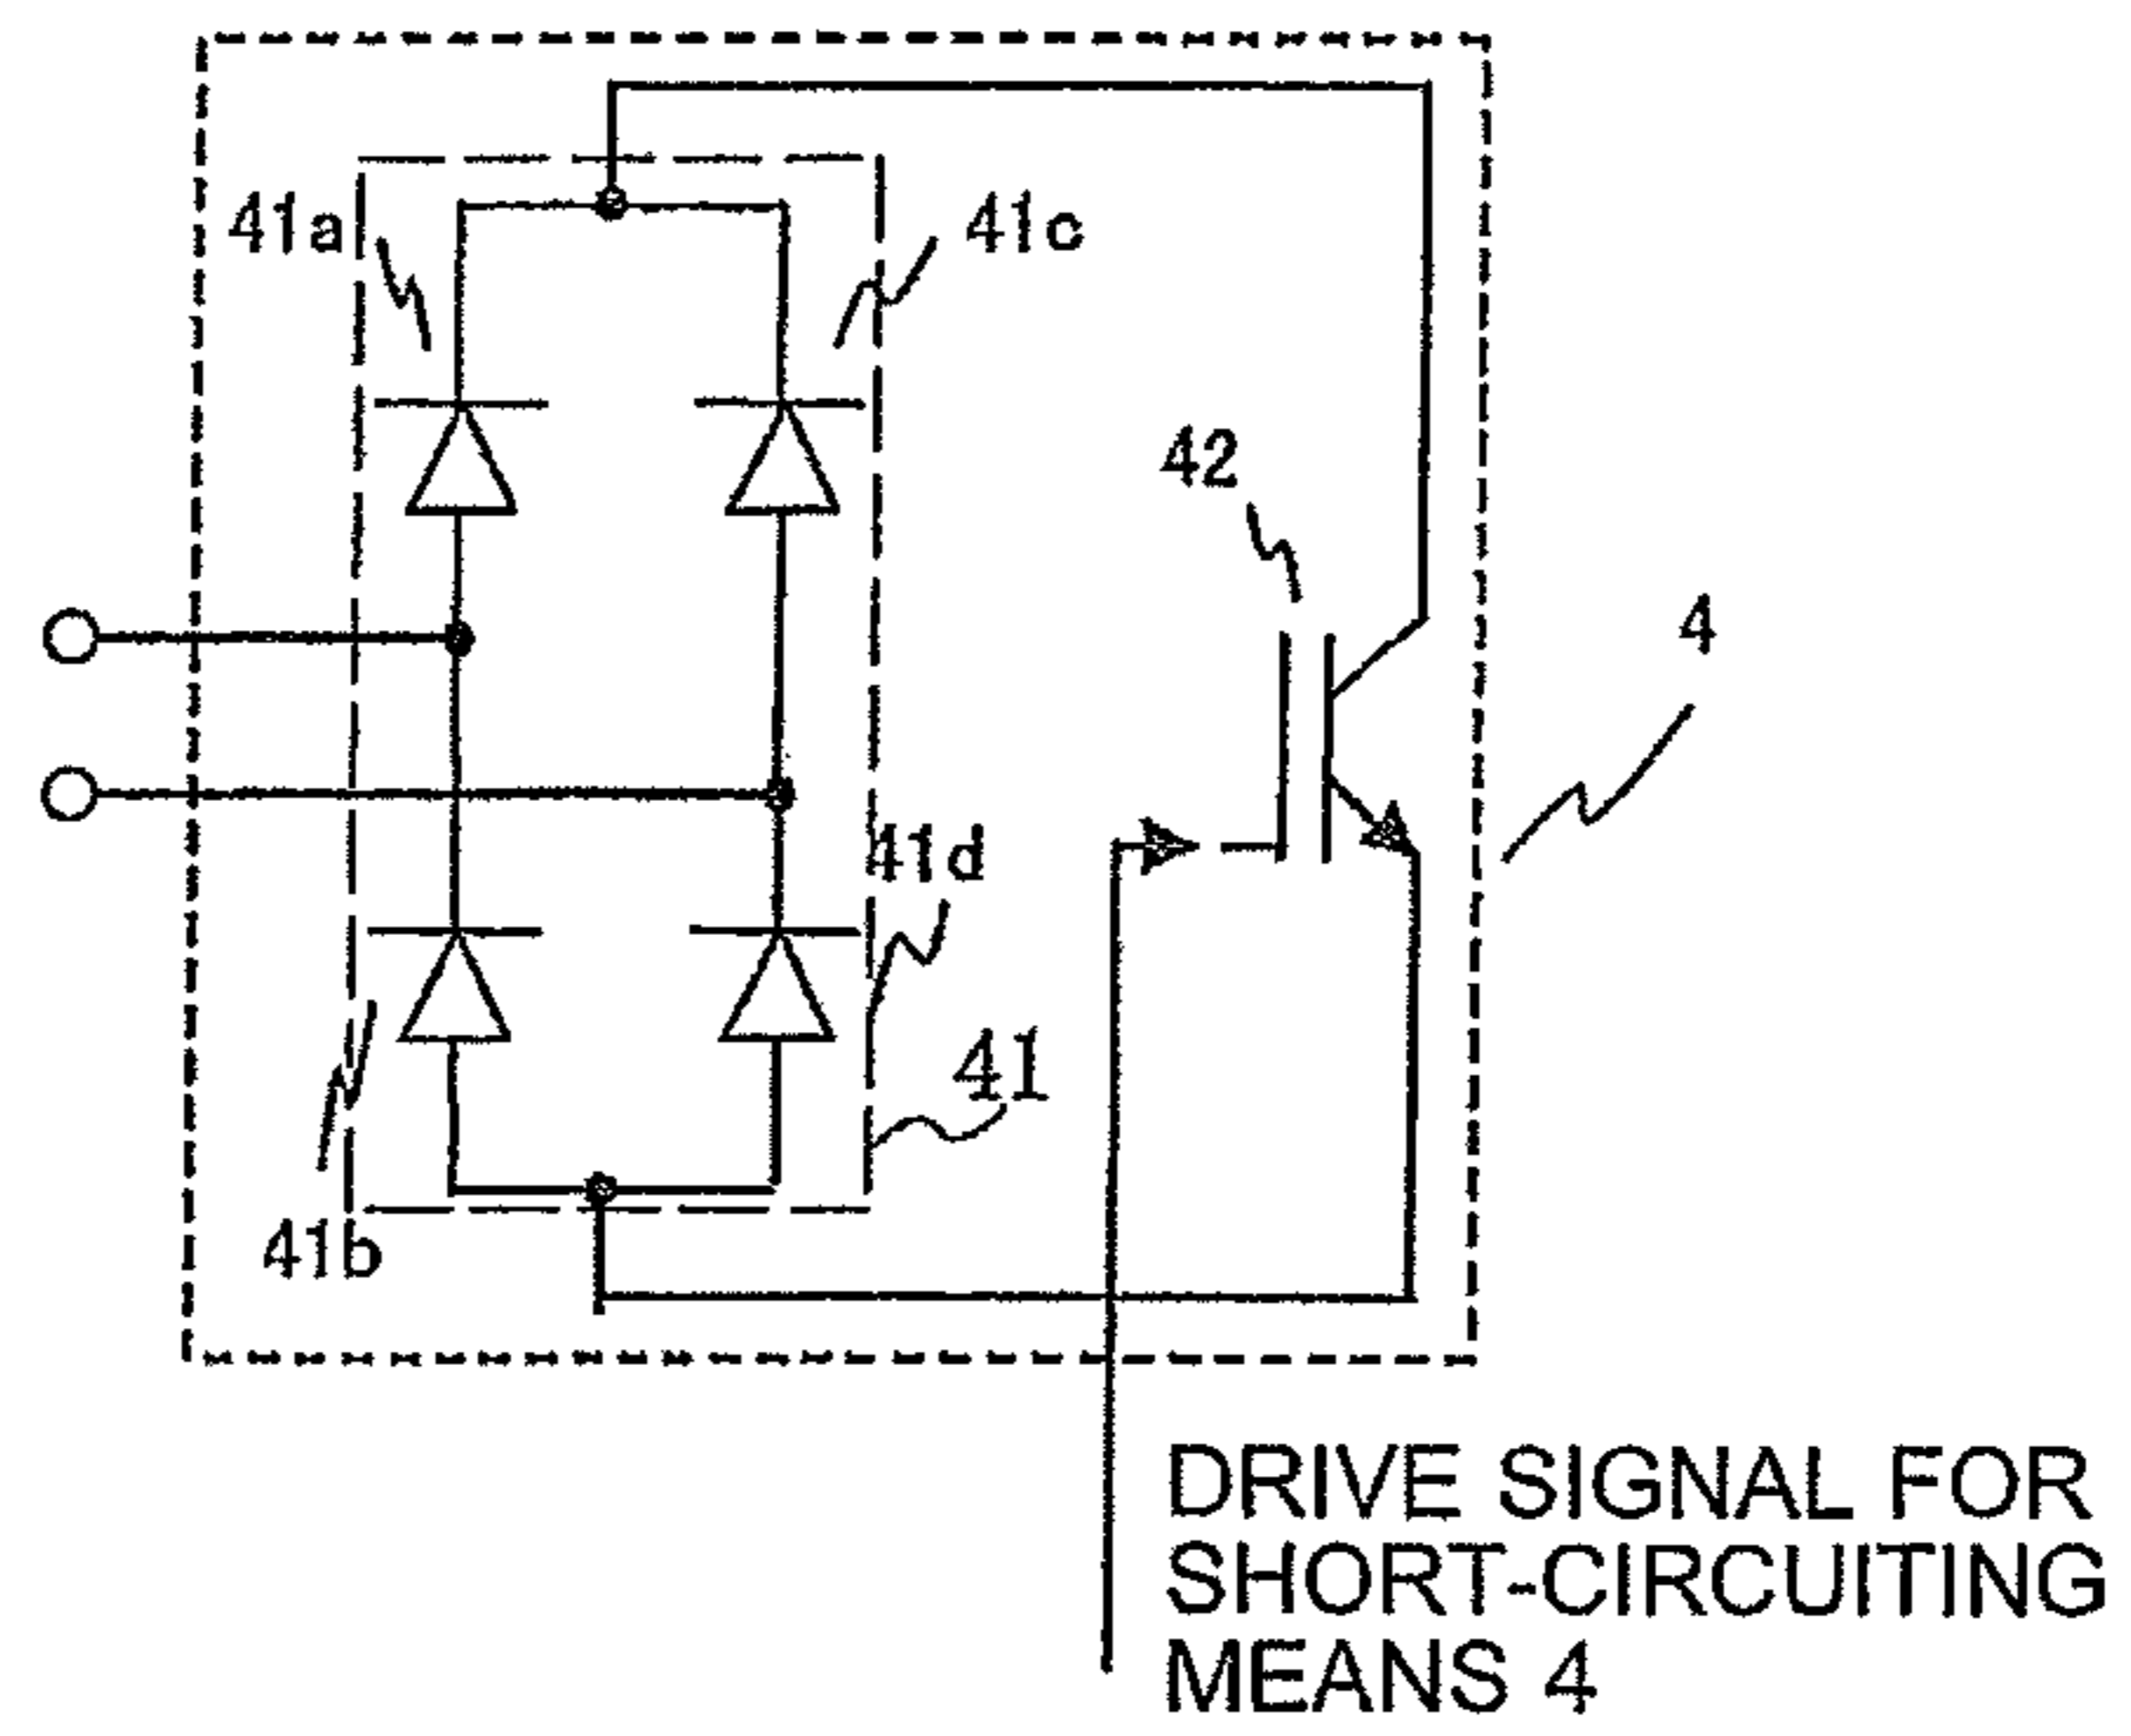 41a
41c
42
4
41d
41
41b
DRIVE SIGNAL FOR
SHORT-CIRCUITING
MEANS 4